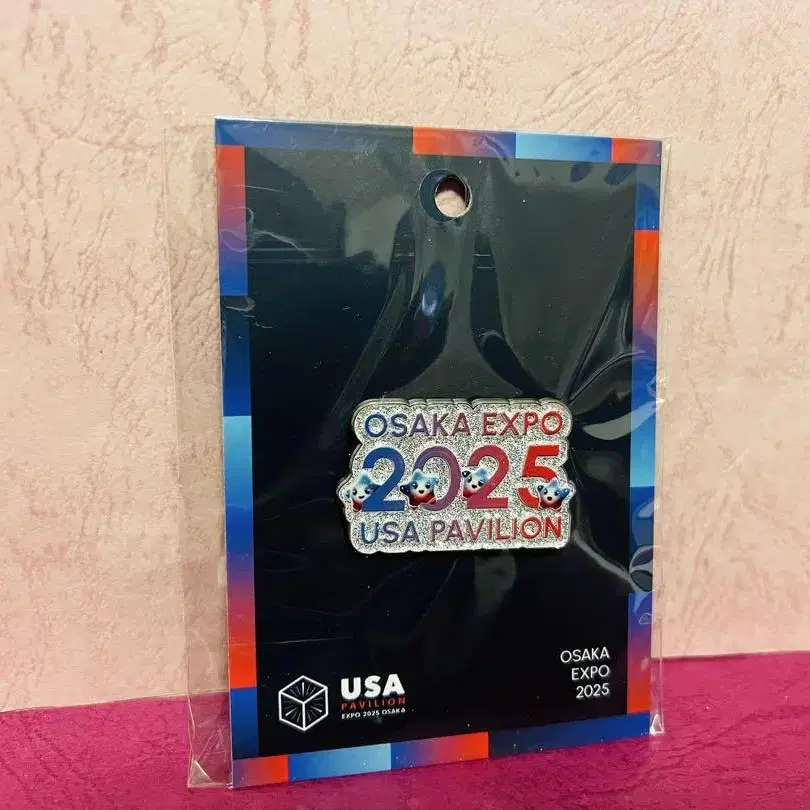 OSAKA EXPO
2025
USA PAVILION
USA
PAVILION
EXPO 2025 OSAKA
OSAKA
EXPO
2025